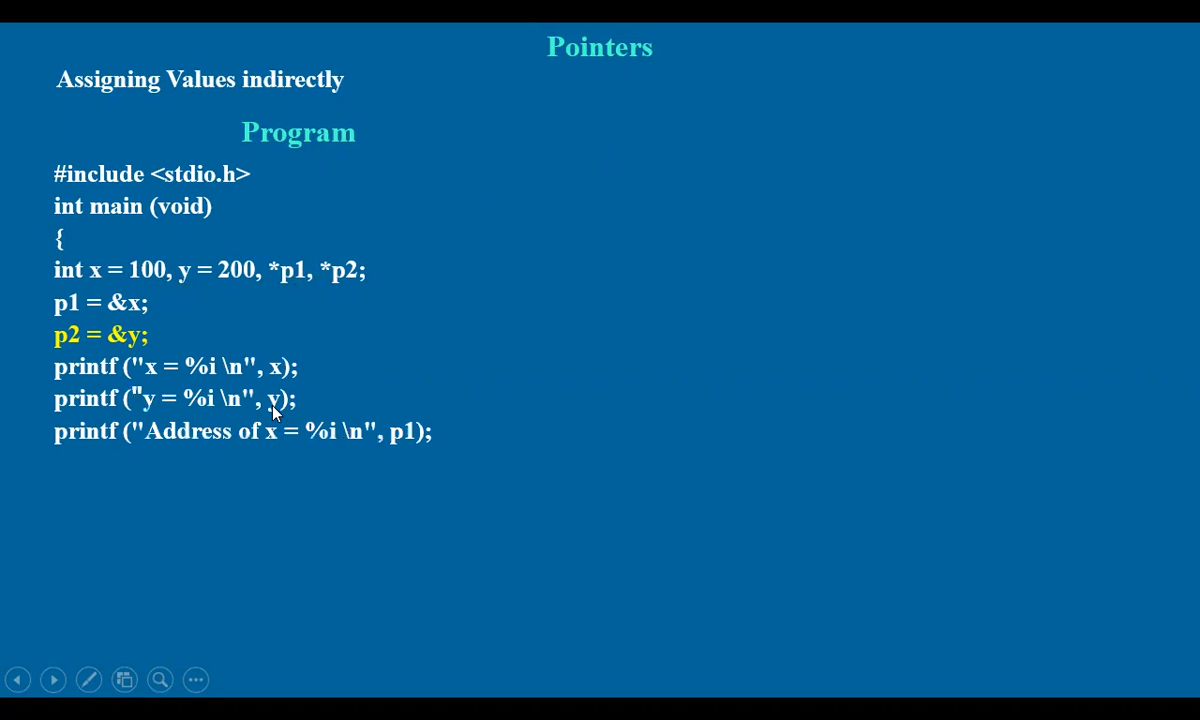 Pointers
Assigning Values indirectly
Program
#include <stdio.h>
int main (void)
{
int x = 100, y = 200, *p1, *p2;
p1 = &x;
p2 = &y;
printf ("x = %i \n", x);
printf ("y = %i \n", y);
printf ("Address of x = %i \n", p1);